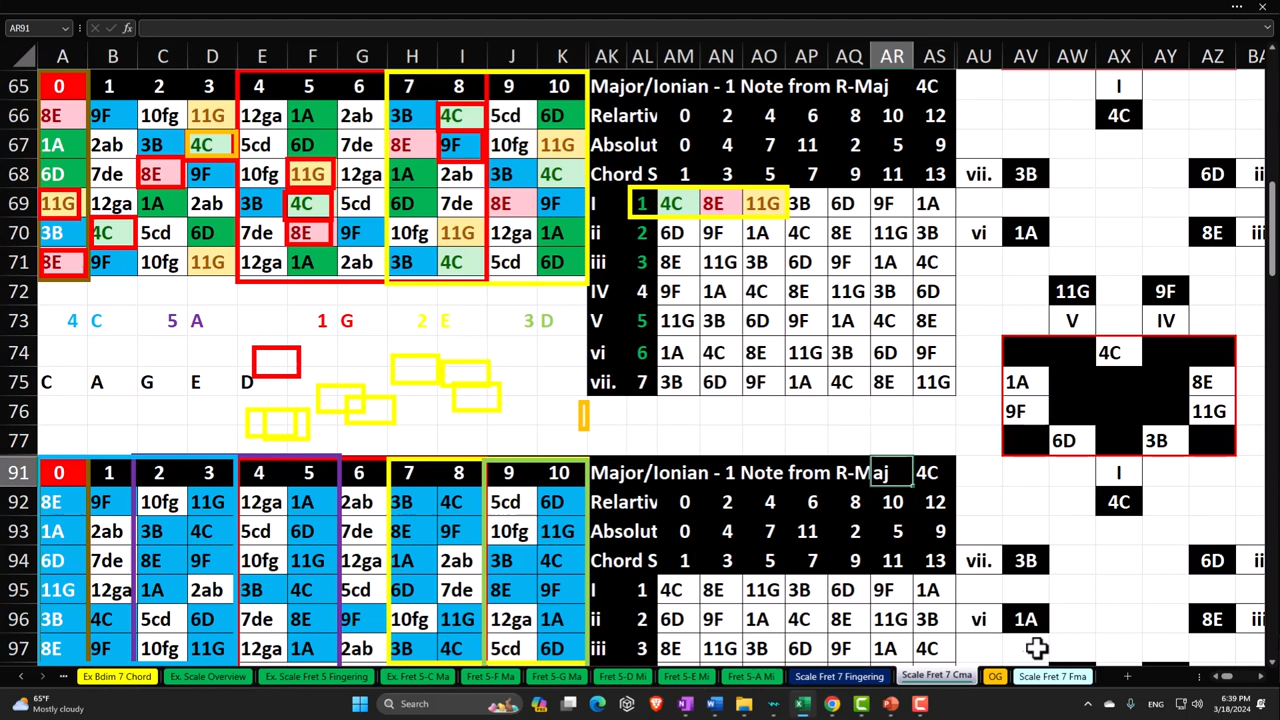 AR91 fx
A B C D E F G H I J K AK AL AM AN AO AP AQ AR AS AU AV AW AX AY AZ BA
65 0 1 2 3 4 5 6 7 8 9 10 Major/Ionian - 1 Note from R-Maj 4C I
66 8E 9F 10fg 11G 12ga 1A 2ab 3B 4C 5cd 6D Relartiv 0 2 4 6 8 10 12 4C
67 1A 2ab 3B 4C 5cd 6D 7de 8E 9F 10fg 11G Absolut 0 4 7 11 2 5 9
68 6D 7de 8E 9F 10fg 11G 12ga 1A 2ab 3B 4C Chord S 1 3 5 7 9 11 13 vii. 3B 6D ii
69 11G 12ga 1A 2ab 3B 4C 5cd 6D 7de 8E 9F I 1 4C 8E 11G 3B 6D 9F 1A
70 3B 4C 5cd 6D 7de 8E 9F 10fg 11G 12ga 1A ii 2 6D 9F 1A 4C 8E 11G 3B vi 1A 8E iii
71 8E 9F 10fg 11G 12ga 1A 2ab 3B 4C 5cd 6D iii 3 8E 11G 3B 6D 9F 1A 4C
72 IV 4 9F 1A 4C 8E 11G 3B 6D 11G 9F
73 4 C 5 A 1 G 2 E 3 D V 5 11G 3B 6D 9F 1A 4C 8E V IV
74 vi 6 1A 4C 8E 11G 3B 6D 9F 4C
75 C A G E D vii. 7 3B 6D 9F 1A 4C 8E 11G 1A 8E
76 9F 11G
77 6D 3B
91 0 1 2 3 4 5 6 7 8 9 10 Major/Ionian - 1 Note from R-Maj 4C I
92 8E 9F 10fg 11G 12ga 1A 2ab 3B 4C 5cd 6D Relartiv 0 2 4 6 8 10 12 4C
93 1A 2ab 3B 4C 5cd 6D 7de 8E 9F 10fg 11G Absolut 0 4 7 11 2 5 9
94 6D 7de 8E 9F 10fg 11G 12ga 1A 2ab 3B 4C Chord S 1 3 5 7 9 11 13 vii. 3B 6D ii
95 11G 12ga 1A 2ab 3B 4C 5cd 6D 7de 8E 9F I 1 4C 8E 11G 3B 6D 9F 1A
96 3B 4C 5cd 6D 7de 8E 9F 10fg 11G 12ga 1A ii 2 6D 9F 1A 4C 8E 11G 3B vi 1A 8E iii
97 8E 9F 10fg 11G 12ga 1A 2ab 3B 4C 5cd 6D iii 3 8E 11G 3B 6D 9F 1A 4C
Ex Bdim 7 Chord Ex. Scale Overview Ex. Scale Fret 5 Fingering Ex. Fret 5-C Ma Ex. Fret 5-F Ma Ex. Fret 5-G Ma Fret 5-D Mi Fret 5-E Mi Fret 5-A Mi Scale Fret 7 Fingering Scale Fret 7 Cma OG Scale Fret 7 Fma
65°F
Mostly cloudy
Search
6:39 PM
3/18/2024